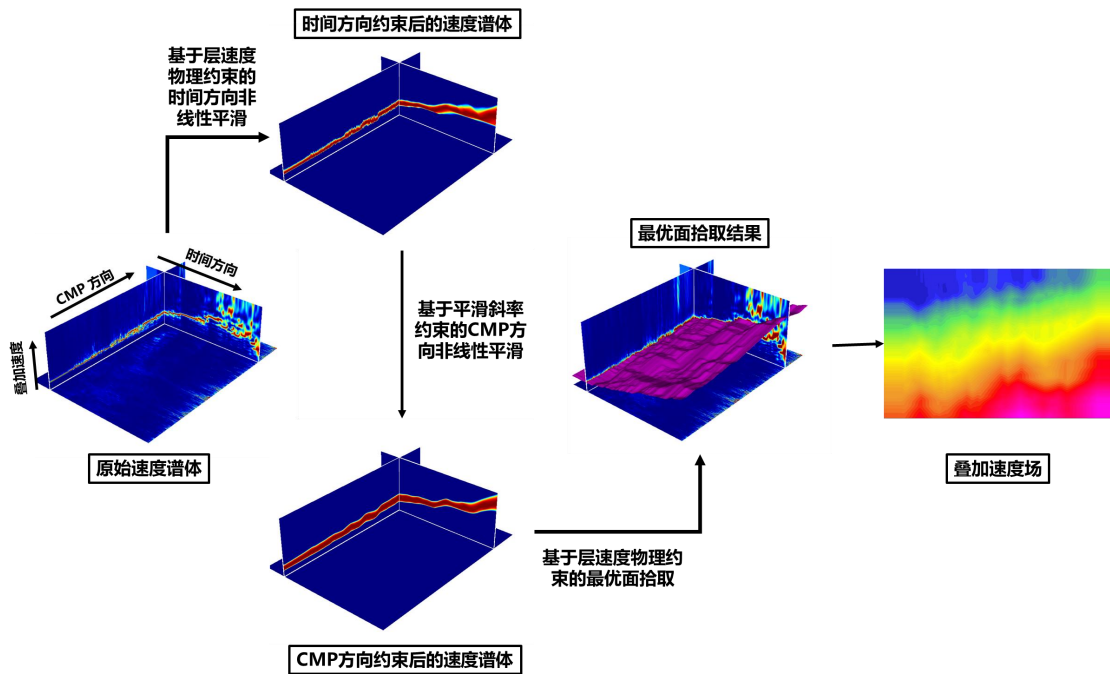 时间方向约束后的速度谱体
基于层速度
物理约束的
时间方向非
线性平滑
CMP 方向
时间方向
叠加速度
原始速度谱体
基于平滑斜率
约束的CMP方
向非线性平滑
CMP方向约束后的速度谱体
基于层速度物理约
束的最优面拾取
最优面拾取结果
叠加速度场